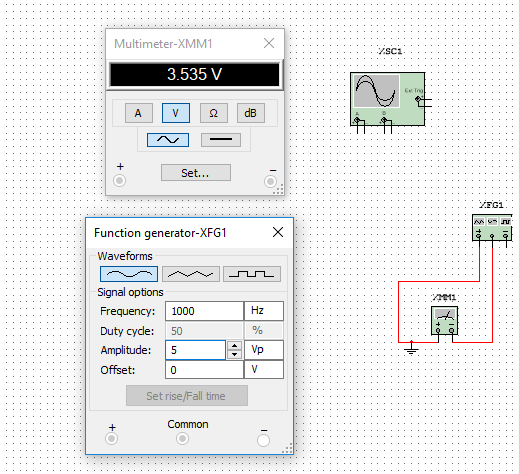 Multimeter-XMM1
3.535 V
A V Ω dB
+ −
Set...
Function generator-XFG1
Waveforms
Signal options
Frequency: 1000 Hz
Duty cycle: 50 %
Amplitude: 5 Vp
Offset: 0 V
Set rise/Fall time
Common
+ −
XSC1
Ext Trig
+
A B
XFG1
XMM1